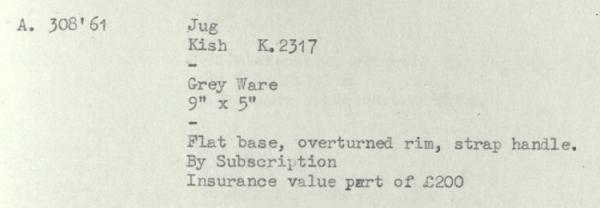 A. 308'61 Jug
Kish K.2317
-
Grey Ware
9" x 5"
-
Flat base, overturned rim, strap handle.
By Subscription
Insurance value part of £200